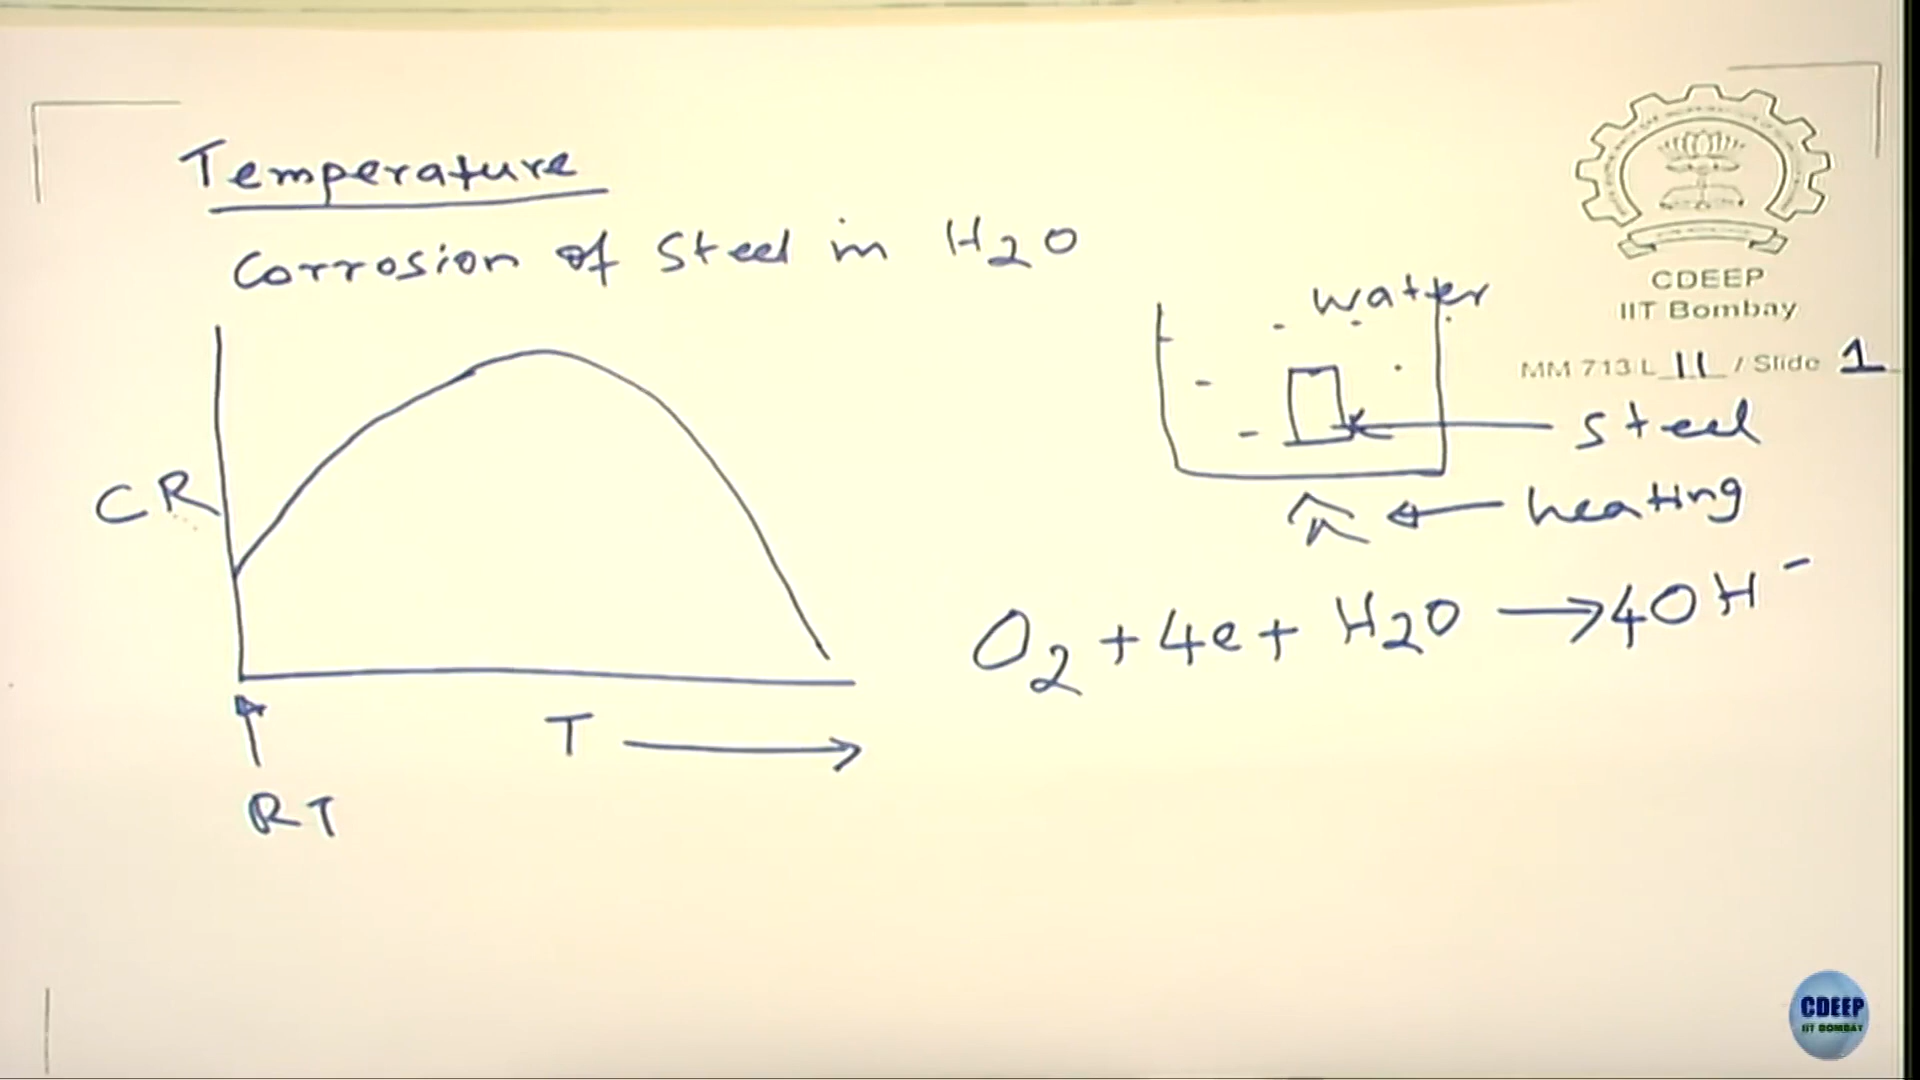 Temperature
Corrosion of Steel in H2O
water
CDEEP
IIT Bombay
MM 713 L 11 / Slide 1
CR
steel
heating
O2 + 4e + H2O → 4OH-
T
RT
CDEEP
IIT BOMBAY